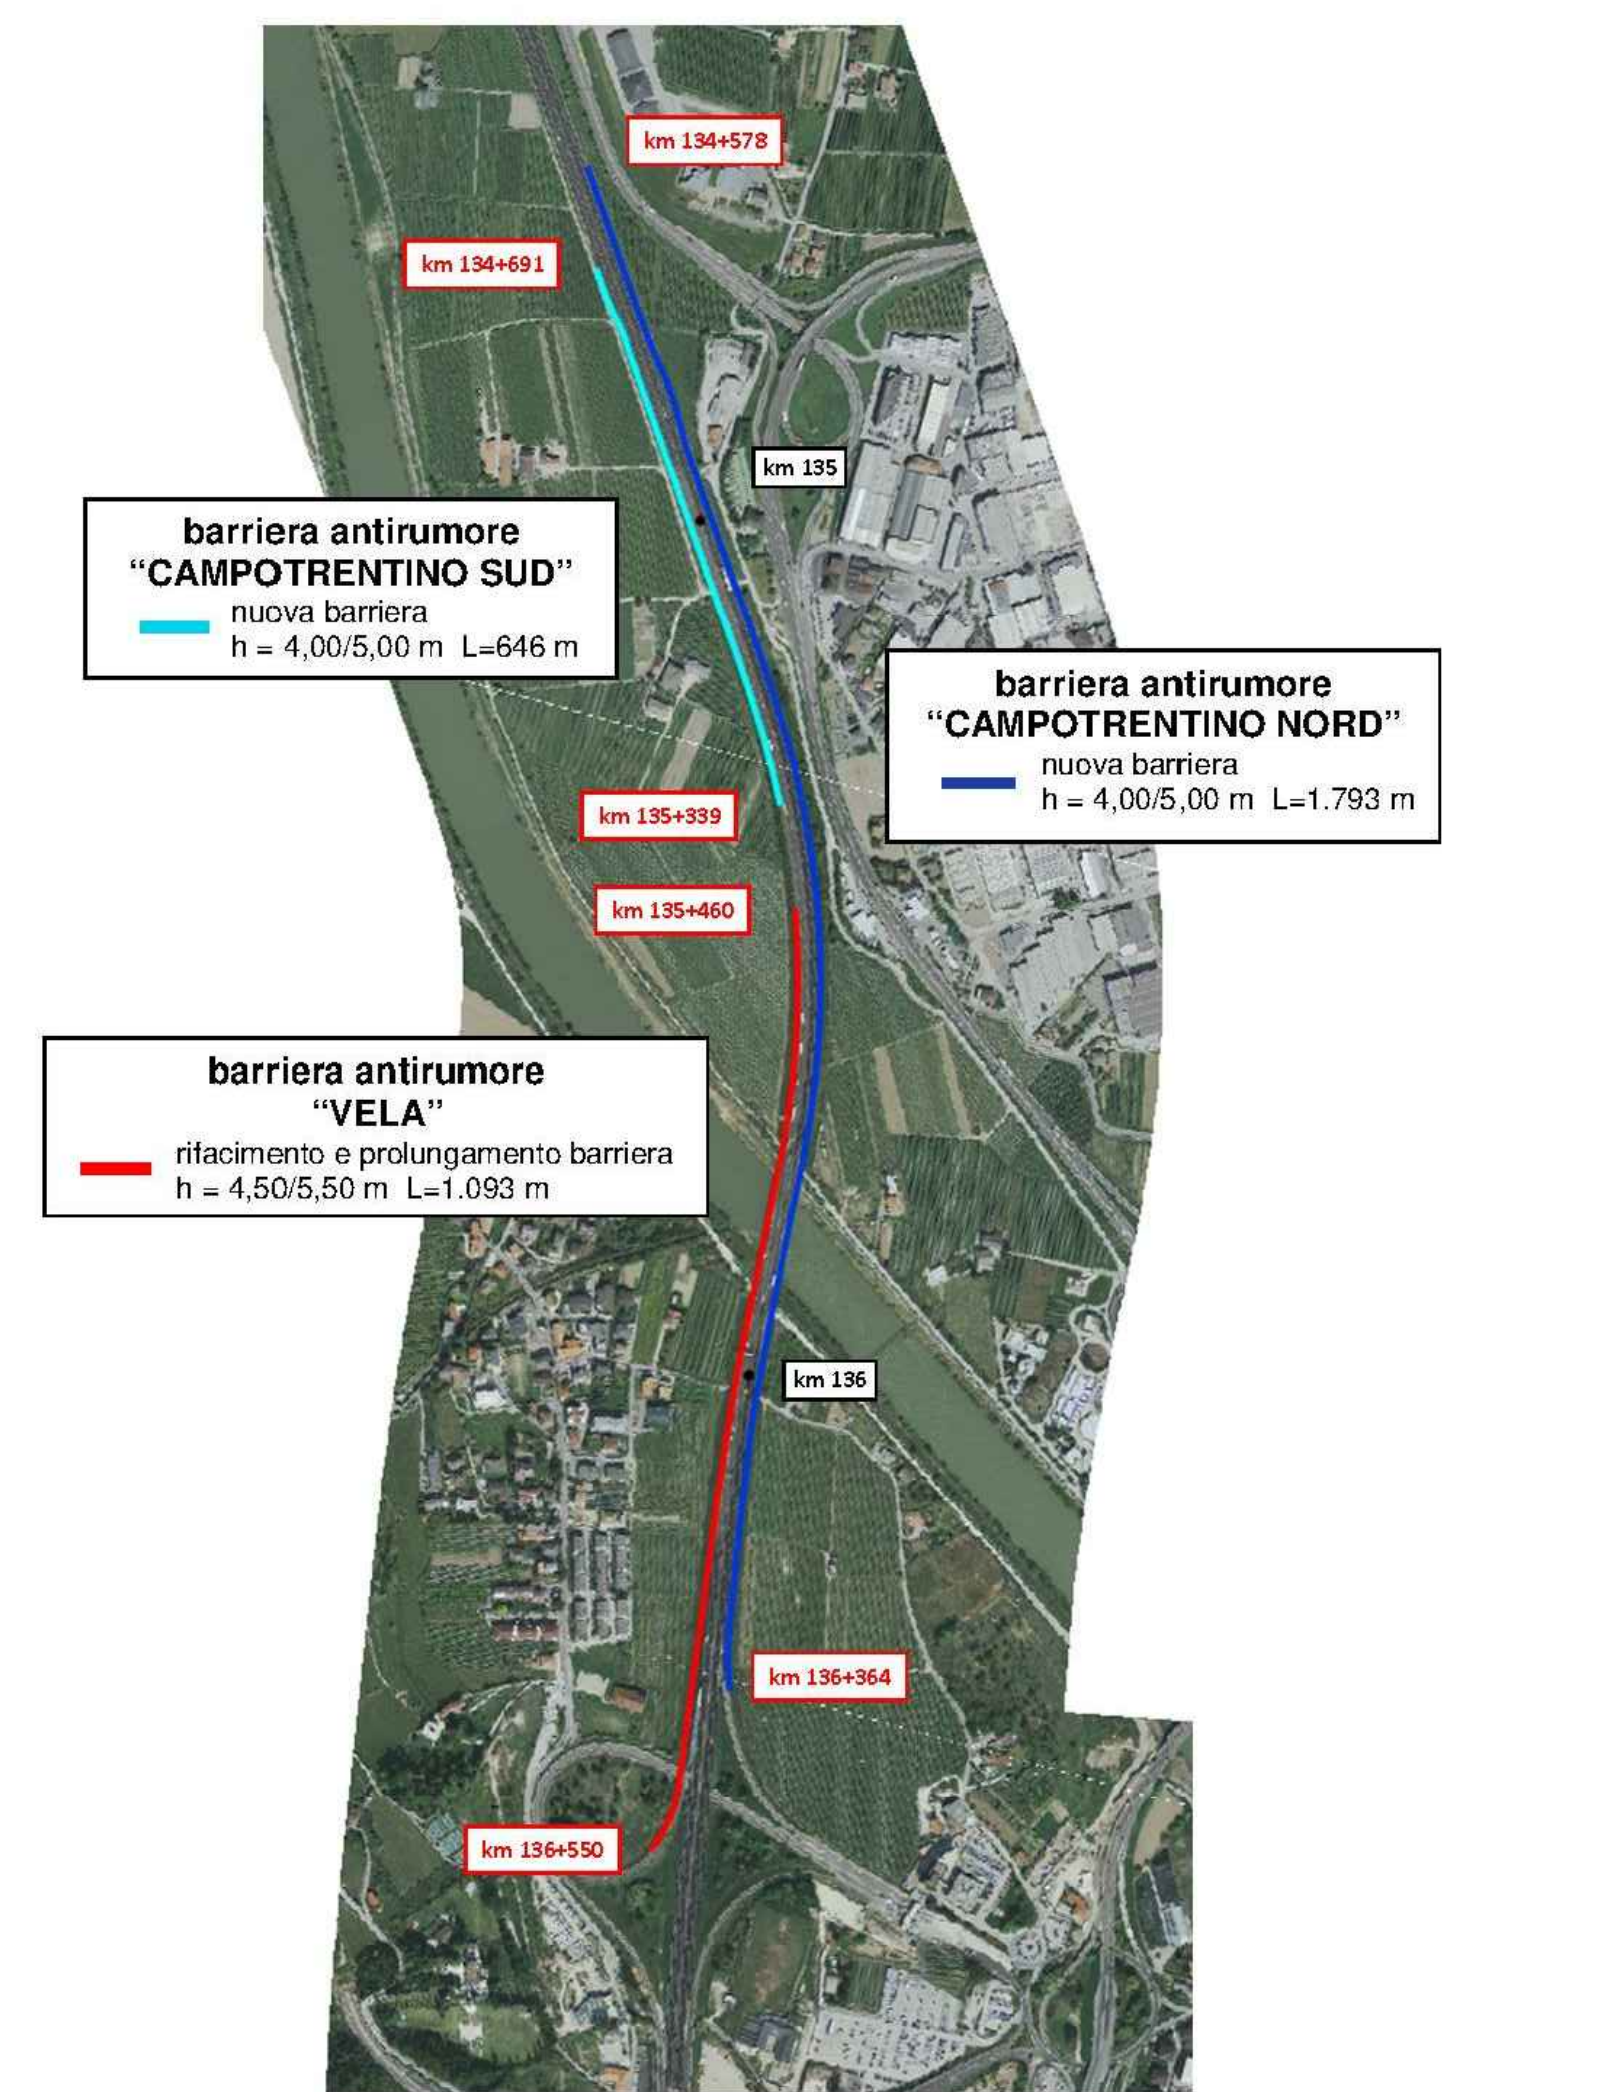 km 134+578
km 134+691
km 135
barriera antirumore
“CAMPOTRENTINO SUD”
nuova barriera
h = 4,00/5,00 m L=646 m
barriera antirumore
“CAMPOTRENTINO NORD”
nuova barriera
h = 4,00/5,00 m L=1.793 m
km 135+339
km 135+460
barriera antirumore
“VELA”
rifacimento e prolungamento barriera
h = 4,50/5,50 m L=1.093 m
km 136
km 136+364
km 136+550